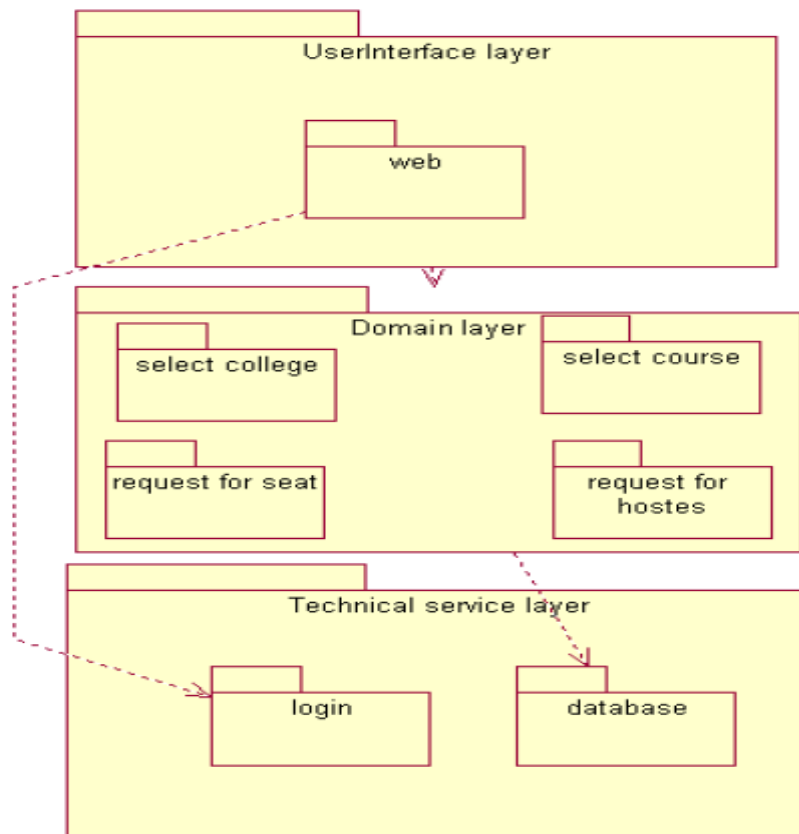 UserInterface layer
web
Domain layer
select college
select course
request for seat
request for
hostes
Technical service layer
login
database